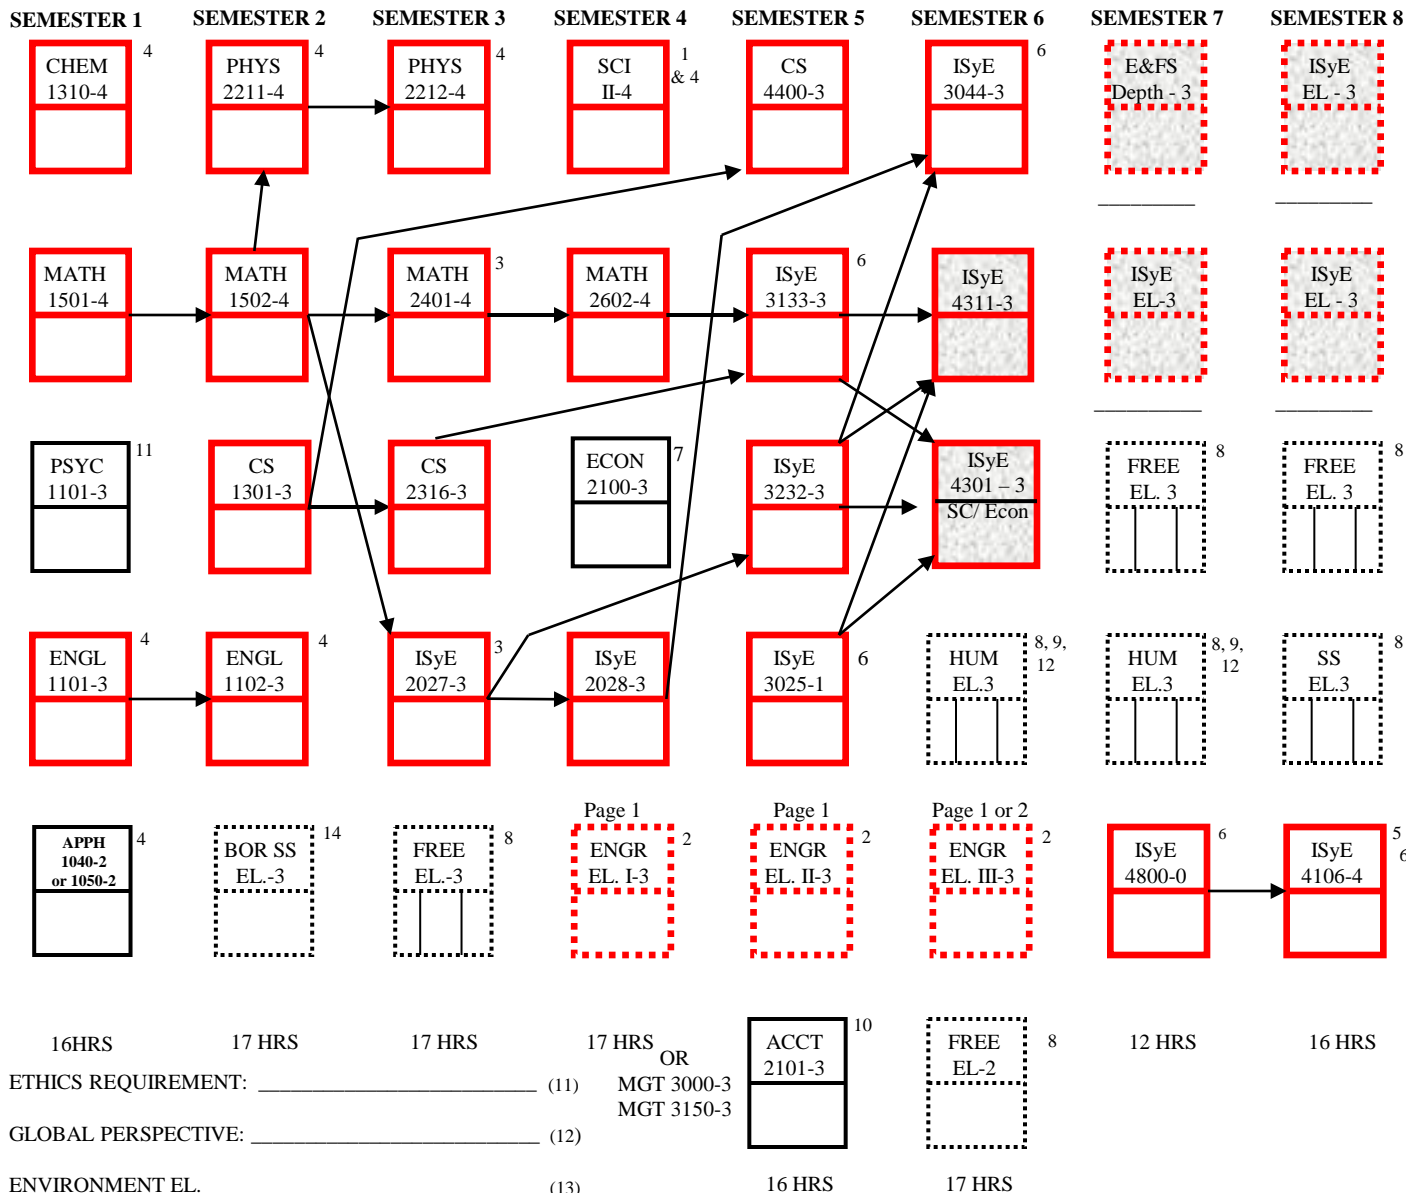 SEMESTER 1 SEMESTER 2 SEMESTER 3 SEMESTER 4 SEMESTER 5 SEMESTER 6 SEMESTER 7 SEMESTER 8
CHEM
1310-4
4
PHYS
2211-4
4
PHYS
2212-4
4
SCI
II-4
1
& 4
CS
4400-3
ISyE
3044-3
6
E&FS
Depth - 3
ISyE
EL - 3
MATH
1501-4
MATH
1502-4
MATH
2401-4
3
MATH
2602-4
ISyE
3133-3
6
ISyE
4311-3
ISyE
EL-3
ISyE
EL - 3
PSYC
1101-3
11
CS
1301-3
CS
2316-3
ECON
2100-3
7
ISyE
3232-3
ISyE
4301 – 3
SC/ Econ
FREE
EL. 3
8
FREE
EL. 3
8
ENGL
1101-3
4
ENGL
1102-3
4
ISyE
2027-3
3
ISyE
2028-3
ISyE
3025-1
6
HUM
EL.3
8, 9,
12
HUM
EL.3
8, 9,
12
SS
EL.3
8
APPH
1040-2
or 1050-2
4
BOR SS
EL.-3
14
FREE
EL.-3
8
Page 1
ENGR
EL. I-3
2
Page 1
ENGR
EL. II-3
2
Page 1 or 2
ENGR
EL. III-3
2
ISyE
4800-0
6
ISyE
4106-4
5
6
16HRS
17 HRS
17 HRS
17 HRS
OR
MGT 3000-3
MGT 3150-3
ACCT
2101-3
10
FREE
EL-2
8
12 HRS
16 HRS
ETHICS REQUIREMENT: __________________________ (11)
GLOBAL PERSPECTIVE: ___________________________ (12)
ENVIRONMENT EL. (13)
16 HRS
17 HRS